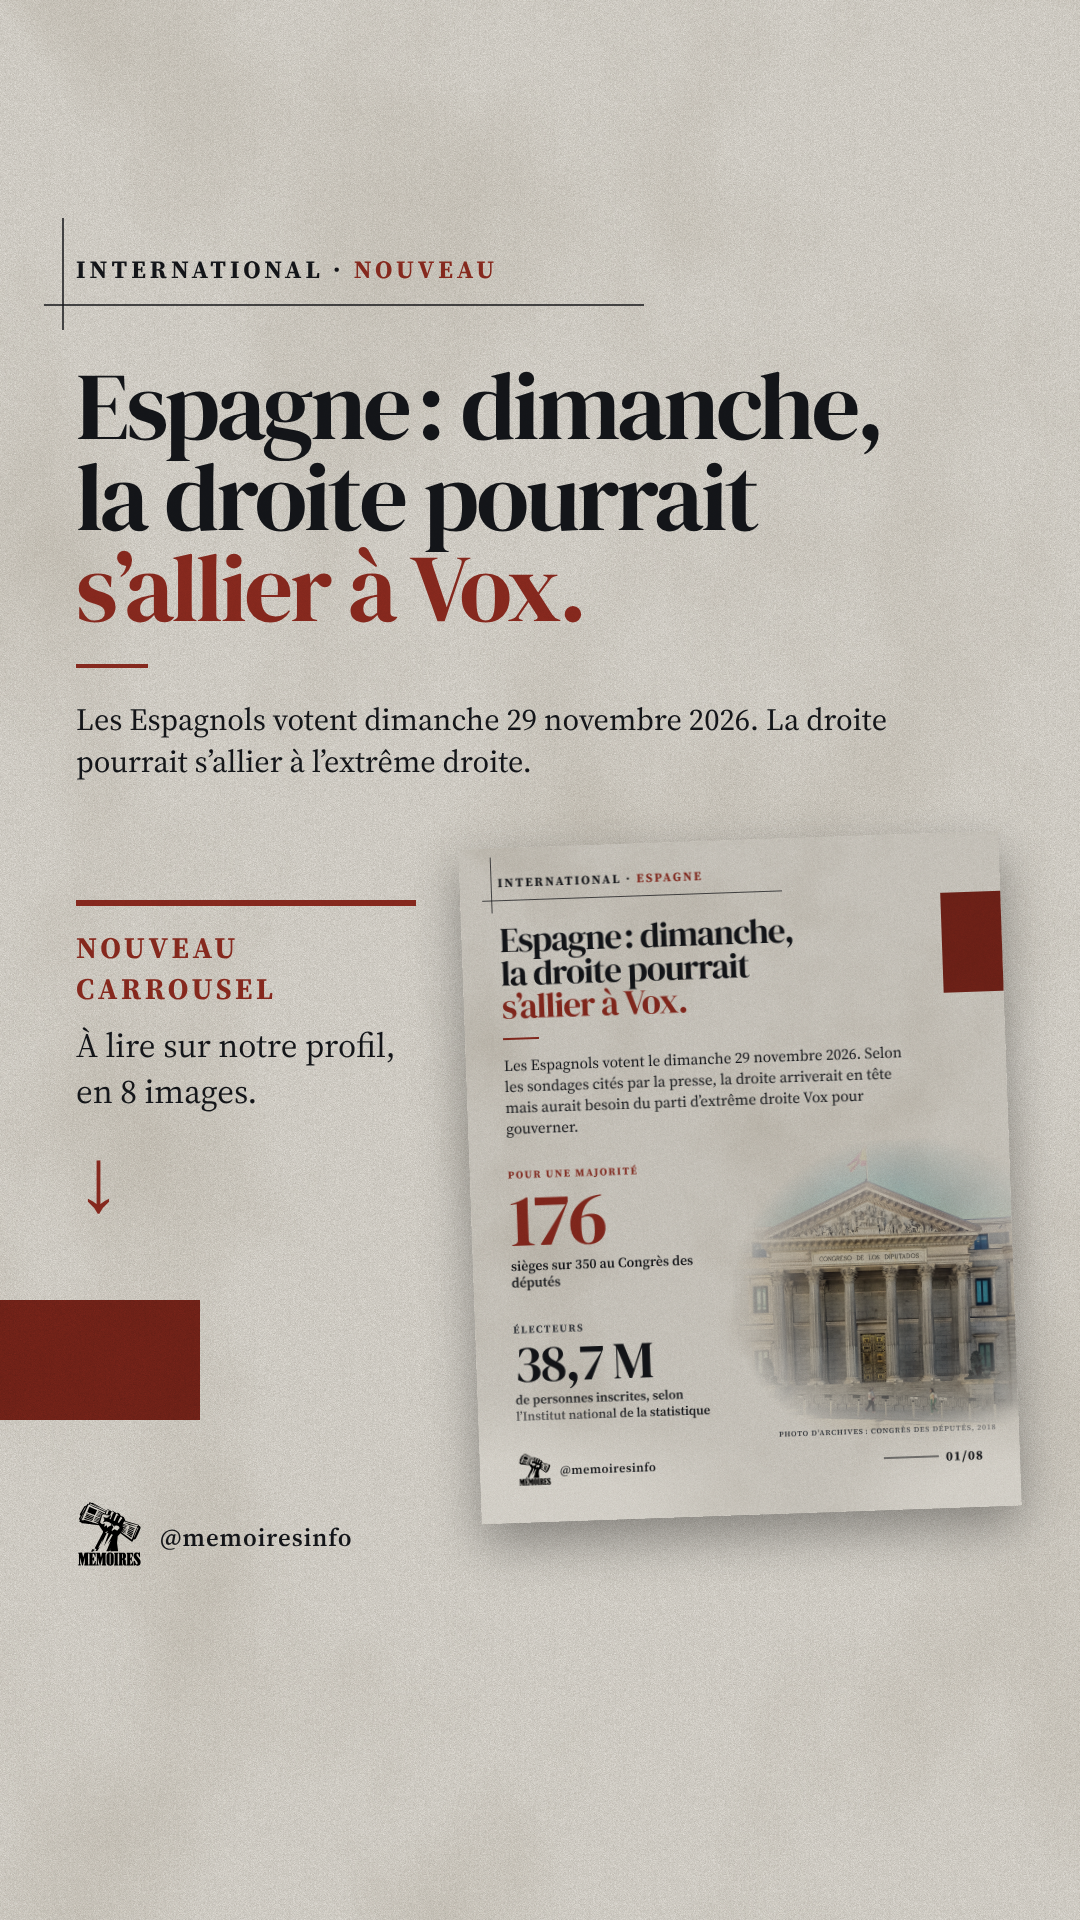 INTERNATIONAL · NOUVEAU
Espagne : dimanche,
la droite pourrait
s’allier à Vox.
Les Espagnols votent dimanche 29 novembre 2026. La droite
pourrait s’allier à l’extrême droite.
NOUVEAU
CARROUSEL
À lire sur notre profil,
en 8 images.
↓
MÉMOIRES
@memoiresinfo
INTERNATIONAL · ESPAGNE
Espagne : dimanche,
la droite pourrait
s’allier à Vox.
Les Espagnols votent le dimanche 29 novembre 2026. Selon
les sondages cités par la presse, la droite arriverait en tête
mais aurait besoin du parti d’extrême droite Vox pour
gouverner.
POUR UNE MAJORITÉ
176
sièges sur 350 au Congrès des
députés
ÉLECTEURS
38,7 M
de personnes inscrites, selon
l’Institut national de la statistique
CONGRESO DE LOS DIPUTADOS
PHOTO D’ARCHIVES : CONGRÈS DES DÉPUTÉS, 2018
MÉMOIRES
@memoiresinfo
01/08